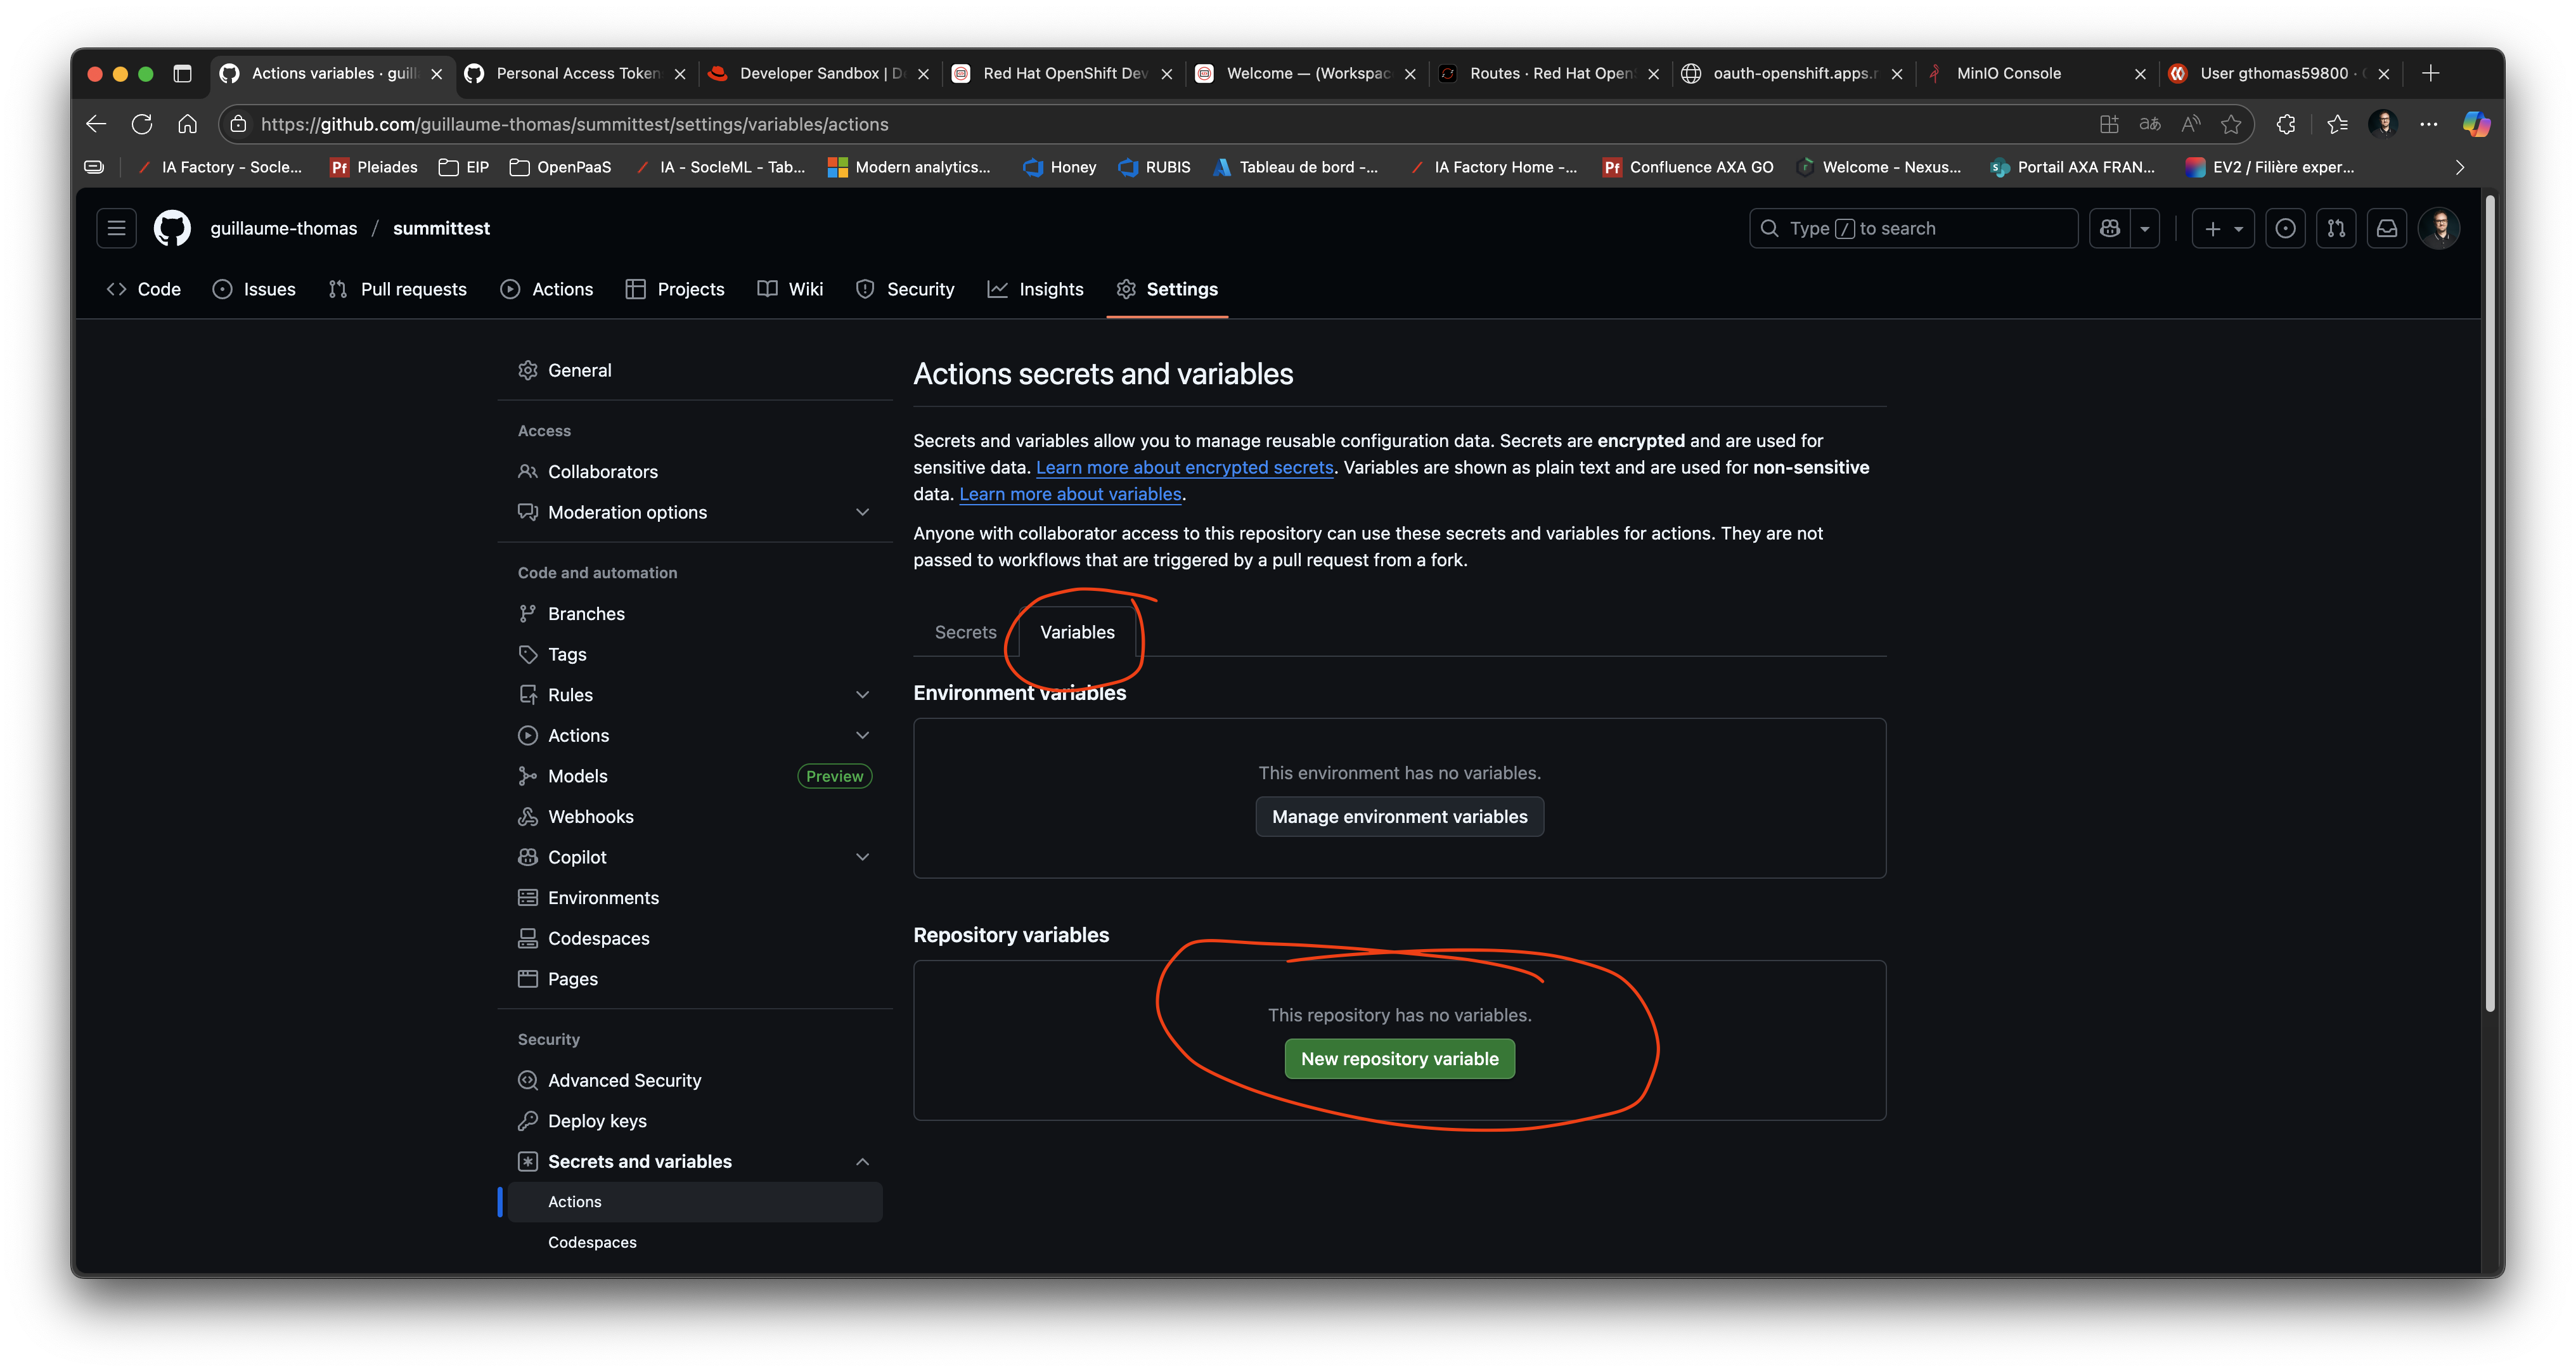 Actions variables · guill
Personal Access Token
Developer Sandbox | D
Red Hat OpenShift Dev
Welcome — (Workspac
Routes · Red Hat Open
oauth-openshift.apps.r
MinIO Console
User gthomas59800 ·
https://github.com/guillaume-thomas/summittest/settings/variables/actions
IA Factory - Socle...
Pleiades
EIP
OpenPaaS
IA - SocleML - Tab...
Modern analytics...
Honey
RUBIS
Tableau de bord -...
IA Factory Home -...
Confluence AXA GO
Welcome - Nexus...
Portail AXA FRAN...
EV2 / Filière exper...
guillaume-thomas / summittest
Type / to search
Code
Issues
Pull requests
Actions
Projects
Wiki
Security
Insights
Settings
General
Access
Collaborators
Moderation options
Code and automation
Branches
Tags
Rules
Actions
Models
Preview
Webhooks
Copilot
Environments
Codespaces
Pages
Security
Advanced Security
Deploy keys
Secrets and variables
Actions
Codespaces
Actions secrets and variables
Secrets and variables allow you to manage reusable configuration data. Secrets are encrypted and are used for
sensitive data. Learn more about encrypted secrets. Variables are shown as plain text and are used for non-sensitive
data. Learn more about variables.
Anyone with collaborator access to this repository can use these secrets and variables for actions. They are not
passed to workflows that are triggered by a pull request from a fork.
Secrets
Variables
Environment variables
This environment has no variables.
Manage environment variables
Repository variables
This repository has no variables.
New repository variable